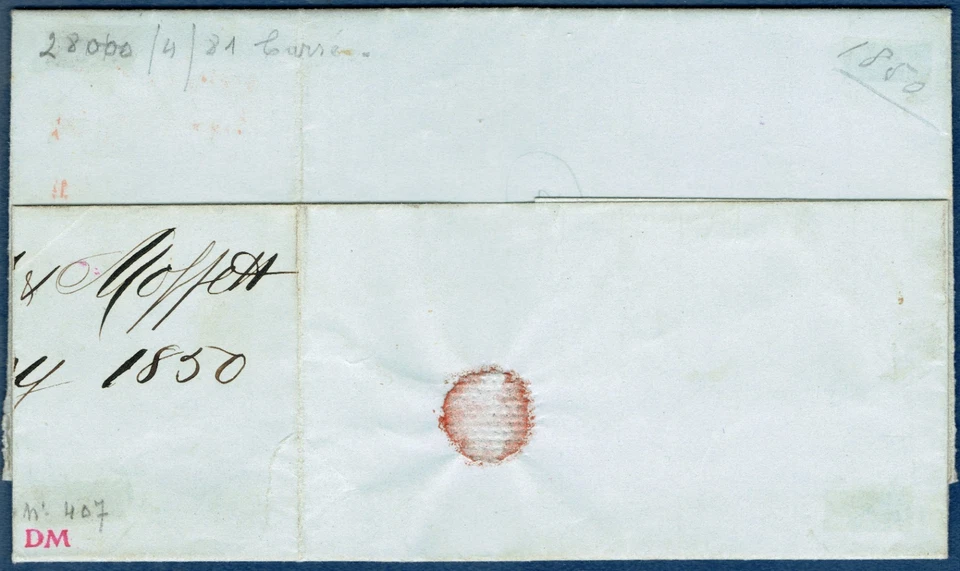 28000/4/81 Carré.
1850
& Moffett
y 1850
n° 407
DM